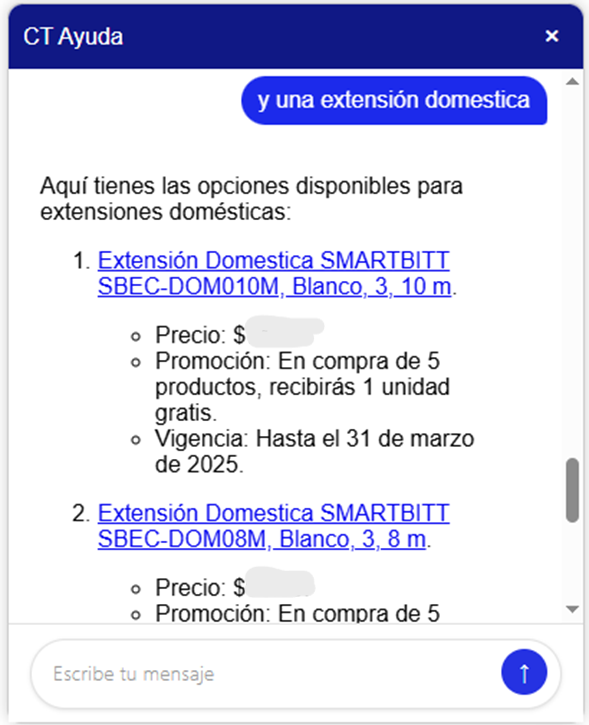 CT Ayuda ×
y una extensión domestica
Aquí tienes las opciones disponibles para
extensiones domésticas:
1. Extensión Domestica SMARTBITT
SBEC-DOM010M, Blanco, 3, 10 m.
Precio: $
Promoción: En compra de 5
productos, recibirás 1 unidad
gratis.
Vigencia: Hasta el 31 de marzo
de 2025.
2. Extensión Domestica SMARTBITT
SBEC-DOM08M, Blanco, 3, 8 m.
Precio: $
Promoción: En compra de 5
Escribe tu mensaje